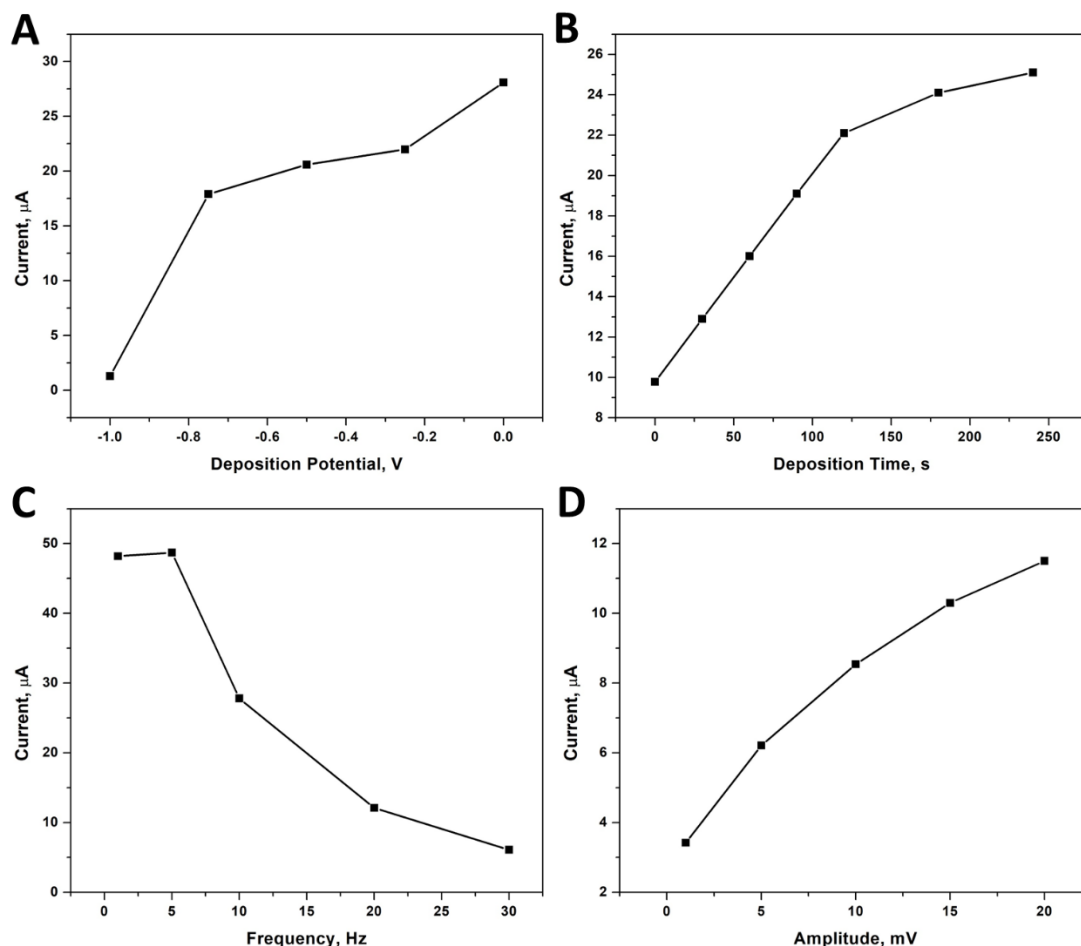 A
Current, µA
30
25
20
15
10
5
0
-1.0 -0.8 -0.6 -0.4 -0.2 0.0
Deposition Potential, V
B
Current, µA
26
24
22
20
18
16
14
12
10
8
0 50 100 150 200 250
Deposition Time, s
C
Current, µA
50
40
30
20
10
0
0 5 10 15 20 25 30
Frequency, Hz
D
Current, µA
12
10
8
6
4
2
0 5 10 15 20
Amplitude, mV